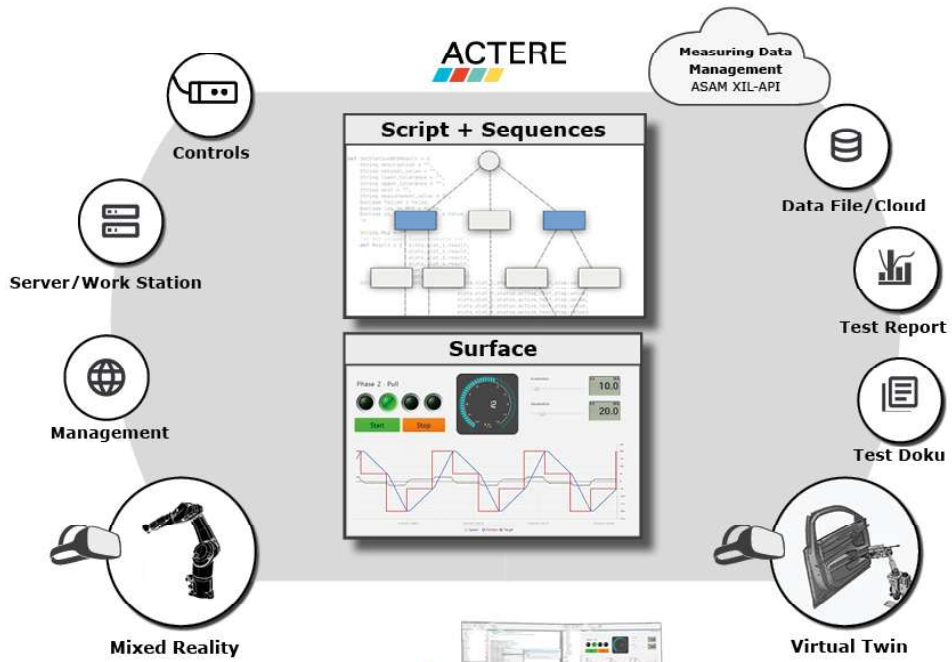 ACTERE
Measuring Data
Management
ASAM XIL-API
Controls
Script + Sequences
Data File/Cloud
Server/Work Station
Test Report
Surface
Phase 2 - Pull
10.0
Start
Stop
20.0
Management
Test Doku
Mixed Reality
Virtual Twin